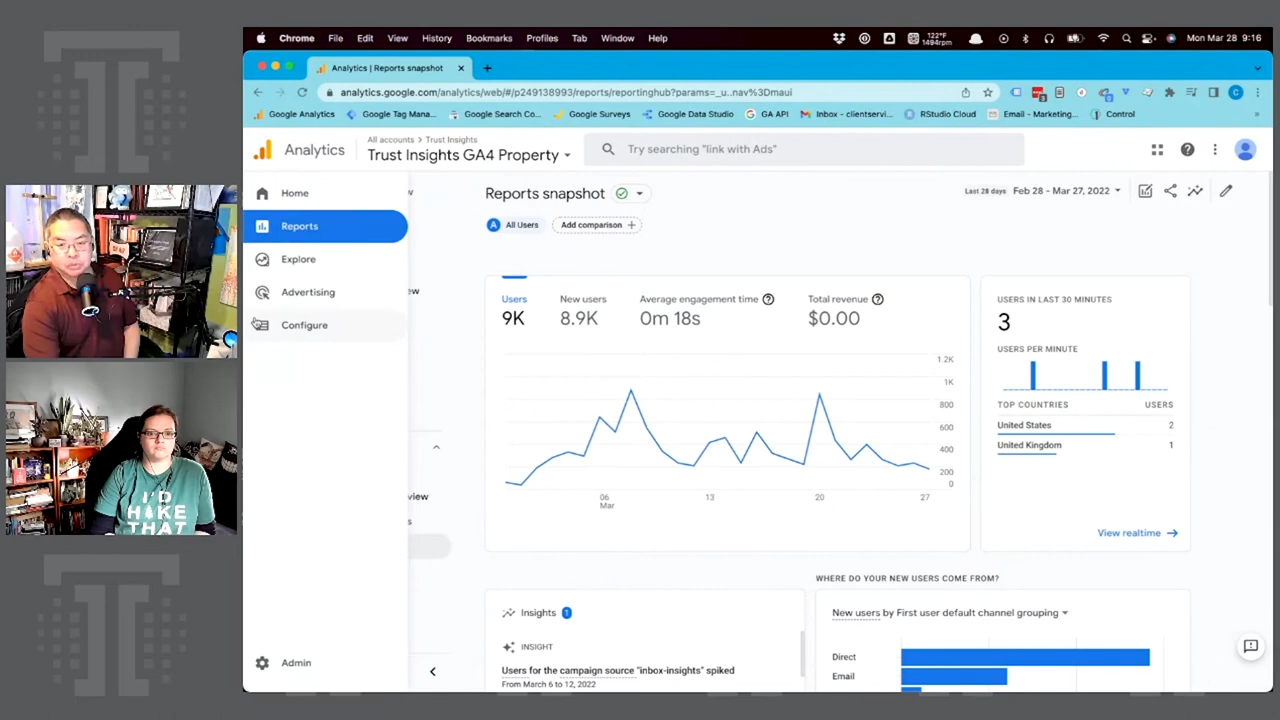 Chrome File Edit View History Bookmarks Profiles Tab Window Help
122°F
1494rpm
Mon Mar 28 9:16
Analytics | Reports snapshot
analytics.google.com/analytics/web/#/p249138993/reports/reportinghub?params=_u..nav%3Dmaui
Google Analytics Google Tag Mana... Google Search Co... Google Surveys Google Data Studio GA API Inbox - clientservi... RStudio Cloud Email - Marketing... Control
Analytics
All accounts > Trust Insights
Trust Insights GA4 Property
Try searching "link with Ads"
Home
Reports
Explore
Advertising
Configure
Admin
Reports snapshot
Last 28 days Feb 28 - Mar 27, 2022
A All Users
Add comparison +
Users
9K
New users
8.9K
Average engagement time
0m 18s
Total revenue
$0.00
1.2K
1K
800
600
400
200
0
06
Mar
13
20
27
USERS IN LAST 30 MINUTES
3
USERS PER MINUTE
TOP COUNTRIES USERS
United States 2
United Kingdom 1
View realtime
Insights 1
INSIGHT
Users for the campaign source "inbox-insights" spiked
From March 6 to 12, 2022
WHERE DO YOUR NEW USERS COME FROM?
New users by First user default channel grouping
Direct
Email
I'D
HIKE
THAT